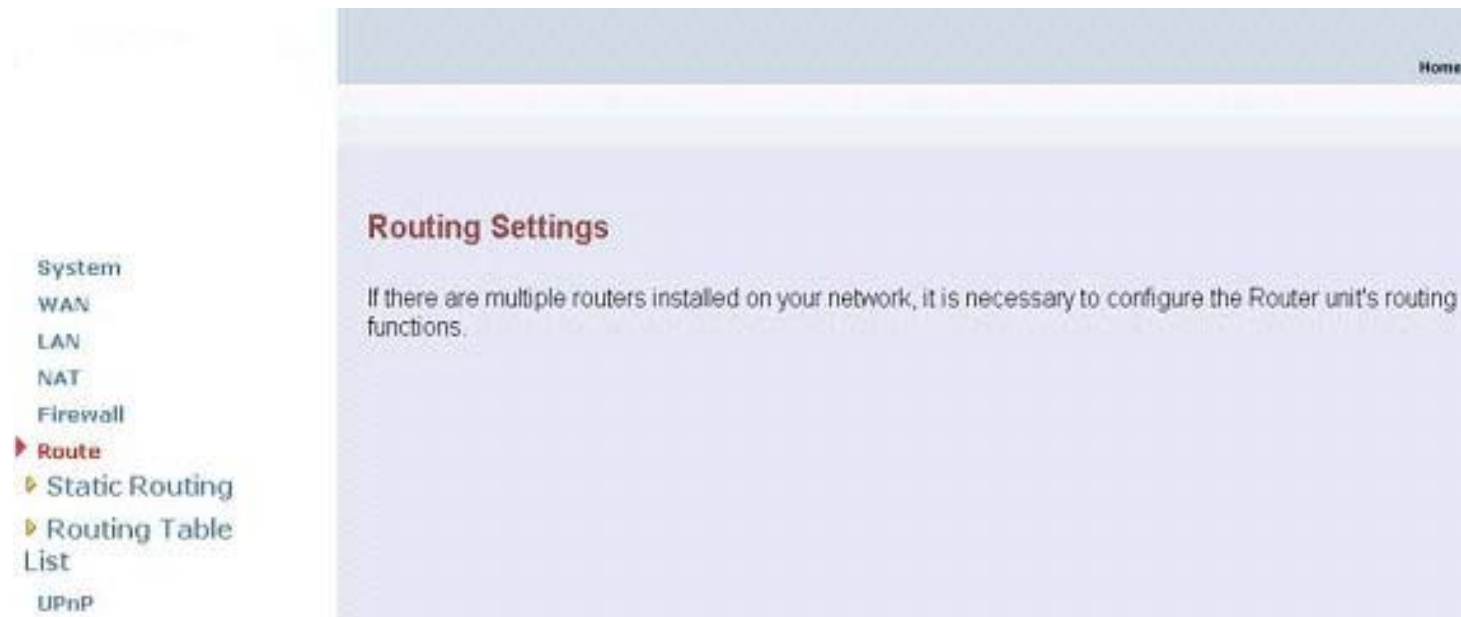 Home
Routing Settings
If there are multiple routers installed on your network, it is necessary to configure the Router unit's routing
functions.
System
WAN
LAN
NAT
Firewall
Route
Static Routing
Routing Table
List
UPnP